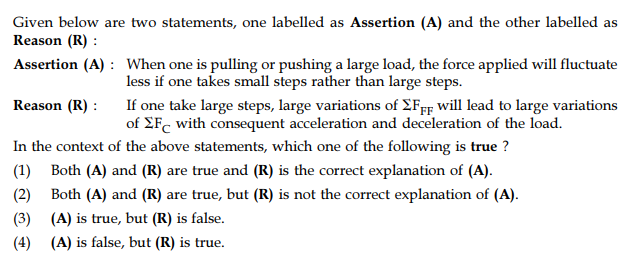 Given below are two statements, one labelled as Assertion (A) and the other labelled as
Reason (R) :
Assertion (A) : When one is pulling or pushing a large load, the force applied will fluctuate
less if one takes small steps rather than large steps.
Reason (R) : If one take large steps, large variations of ΣF_FF will lead to large variations
of ΣF_C with consequent acceleration and deceleration of the load.
In the context of the above statements, which one of the following is true ?
(1) Both (A) and (R) are true and (R) is the correct explanation of (A).
(2) Both (A) and (R) are true, but (R) is not the correct explanation of (A).
(3) (A) is true, but (R) is false.
(4) (A) is false, but (R) is true.